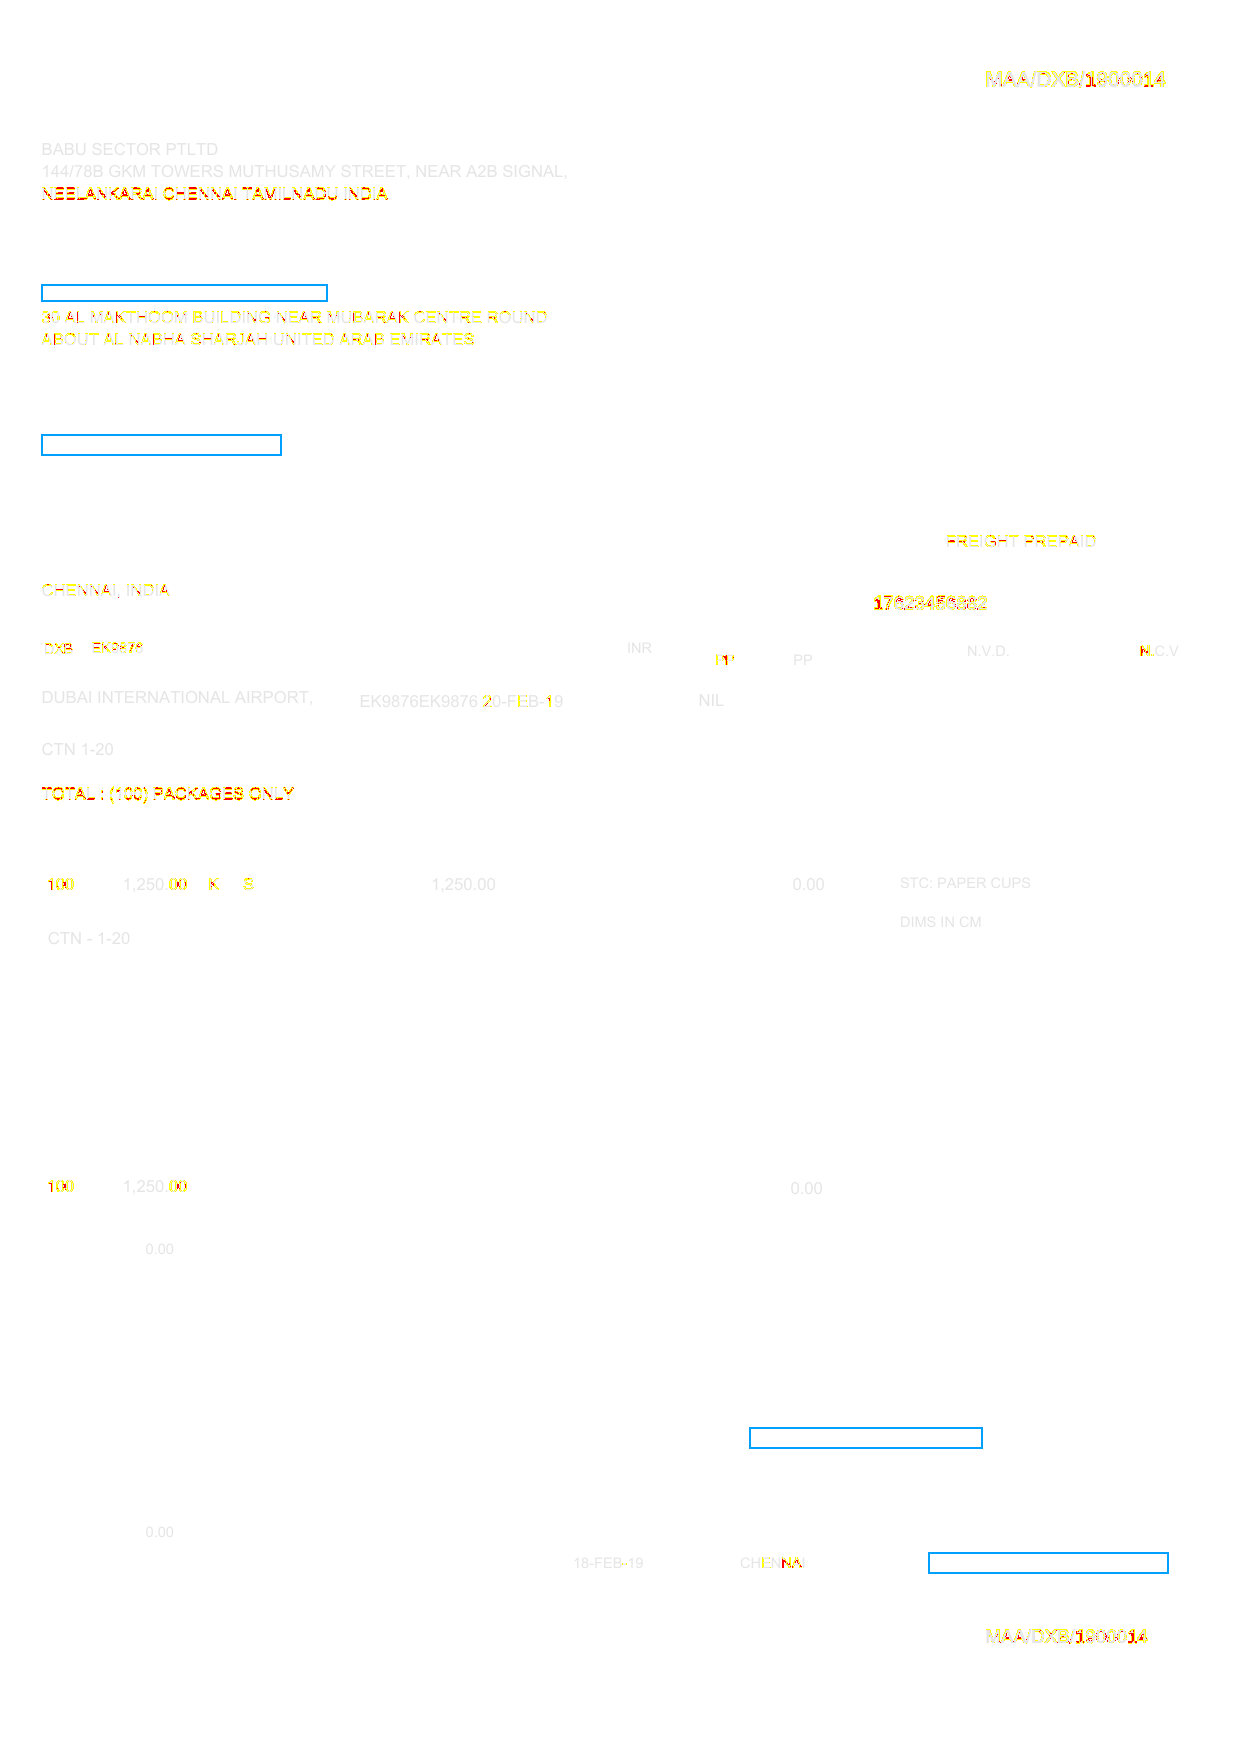 MAA/DXB/1900014
BABU SECTOR PTLTD
144/78B GKM TOWERS MUTHUSAMY STREET, NEAR A2B SIGNAL,
NEELANKARAI CHENNAI TAMILNADU INDIA
30 AL MAKTHOOM BUILDING NEAR MUBARAK CENTRE ROUND
ABOUT AL NABHA SHARJAH UNITED ARAB EMIRATES
FREIGHT PREPAID
CHENNAI, INDIA
DXB INR
PP PP N.V.D. N.C.V
DUBAI INTERNATIONAL AIRPORT, EK9876EK9876 20-FEB-19 NIL
CTN 1-20
TOTAL : (100) PACKAGES ONLY
100 1,250.00 K S 1,250.00 0.00 STC: PAPER CUPS
DIMS IN CM
CTN - 1-20
100 1,250.00 0.00
0.00
0.00
18-FEB-19 CHENNAI
MAA/DXB/1900014